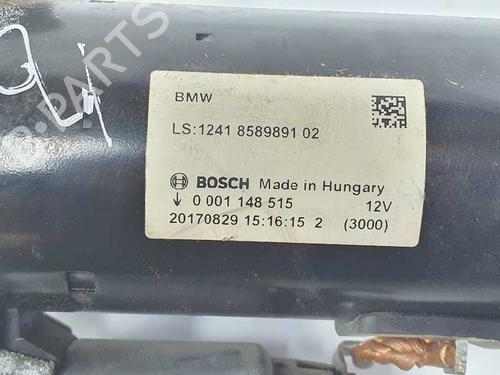 BMW
LS:1241 8589891 02
BOSCH Made in Hungary
0 001 148 515 12V
20170829 15:16:15 2 (3000)